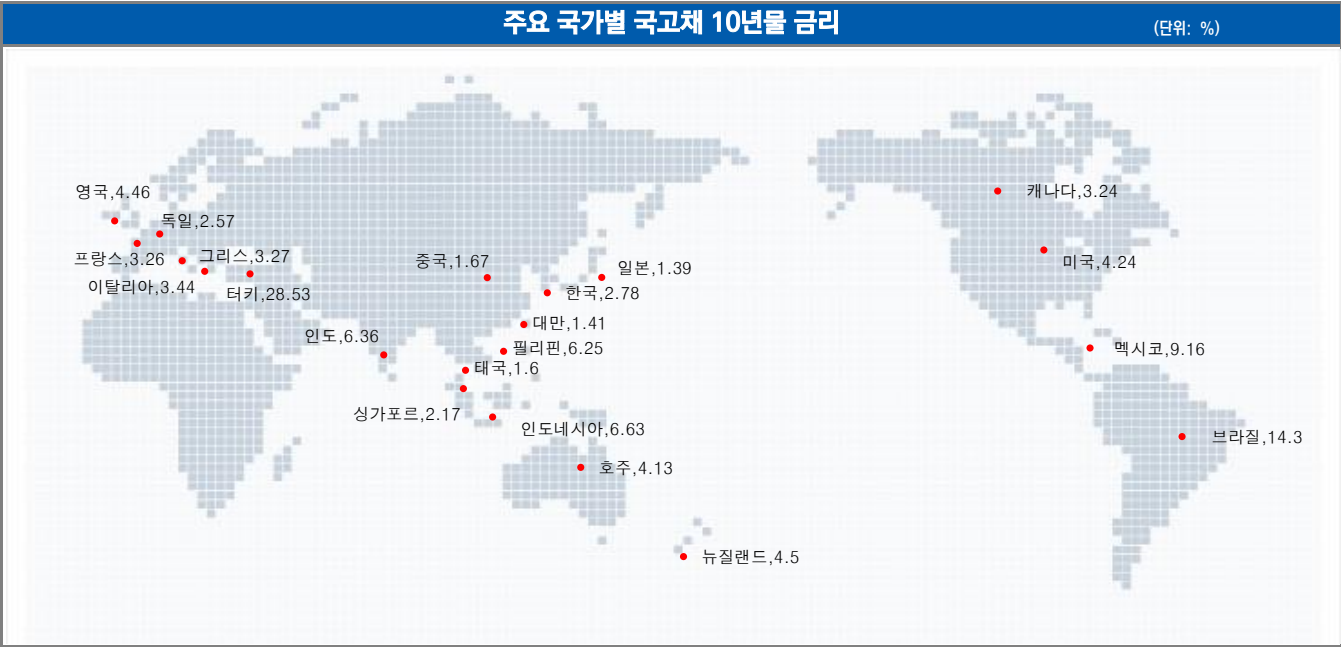 주요 국가별 국고채 10년물 금리
(단위: %)
영국,4.46
캐나다,3.24
독일,2.57
프랑스,3.26
그리스,3.27
중국,1.67
일본,1.39
미국,4.24
이탈리아,3.44
터키,28.53
한국,2.78
대만,1.41
인도,6.36
필리핀,6.25
멕시코,9.16
태국,1.6
싱가포르,2.17
인도네시아,6.63
브라질,14.3
호주,4.13
뉴질랜드,4.5